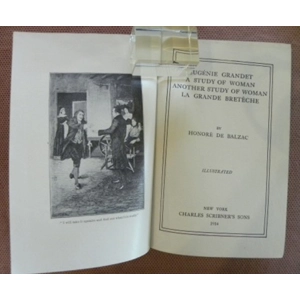 EUGENIE GRANDET
A STUDY OF WOMAN
ANOTHER STUDY OF WOMAN
LA GRANDE BRETÈCHE
BY
HONORÉ DE BALZAC
ILLUSTRATED
NEW YORK
CHARLES SCRIBNER'S SONS